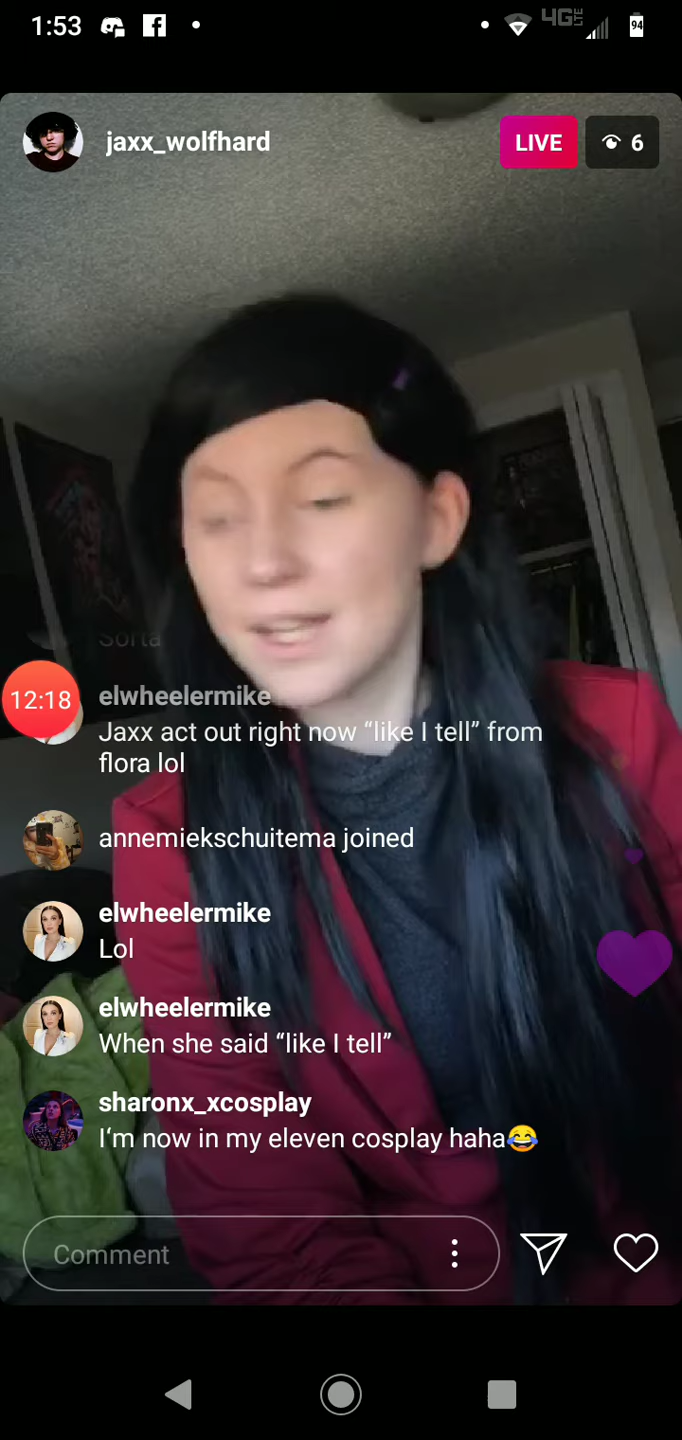 1:53
4G LTE
94
jaxx_wolfhard
LIVE
6
Sorta
12:18
elwheelermike
Jaxx act out right now “like I tell” from
flora lol
annemiekschuitema joined
elwheelermike
Lol
elwheelermike
When she said “like I tell”
sharonx_xcosplay
I‘m now in my eleven cosplay haha😂
Comment